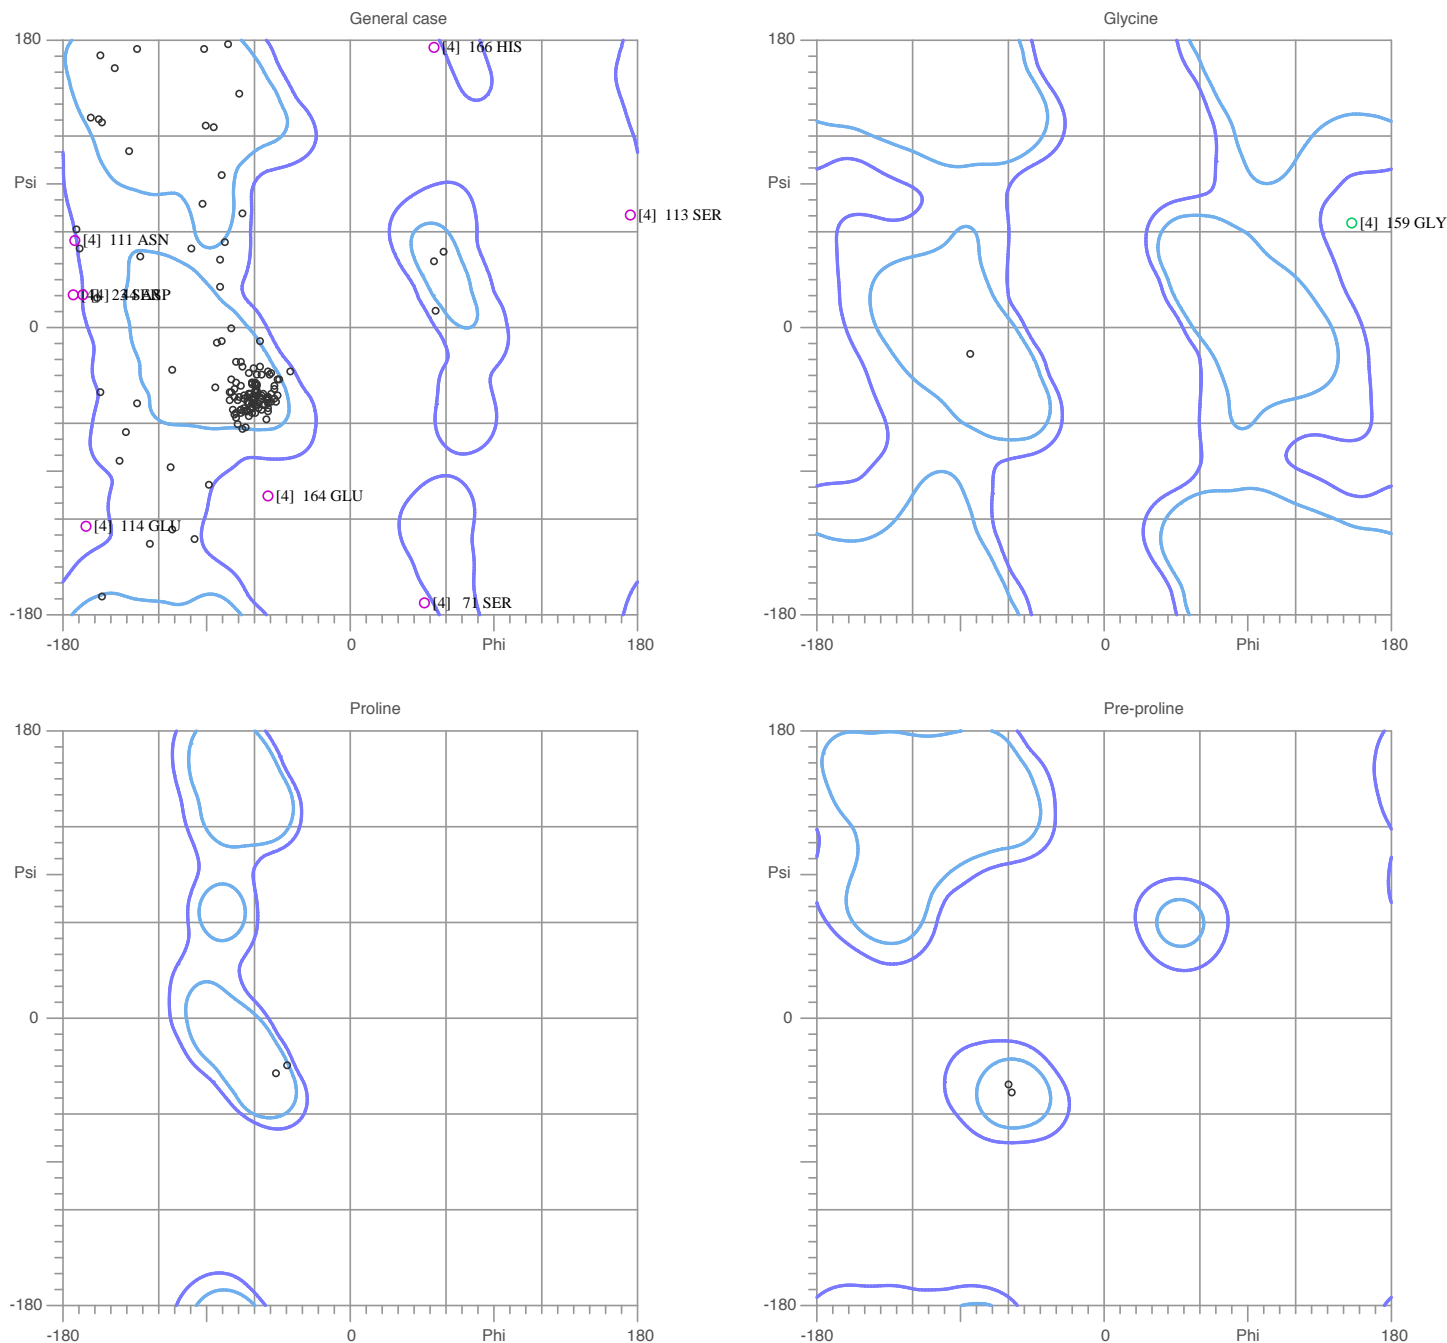 General case
Glycine
180
Psi
0
-180
-180
0
Phi
180
[4] 166 HIS
[4] 113 SER
[4] 111 ASN
[4] 164 GLU
[4] 114 GLU
[4] 71 SER
180
Psi
0
-180
-180
0
Phi
180
[4] 159 GLY
Proline
Pre-proline
180
Psi
0
-180
-180
0
Phi
180
180
Psi
0
-180
-180
0
Phi
180